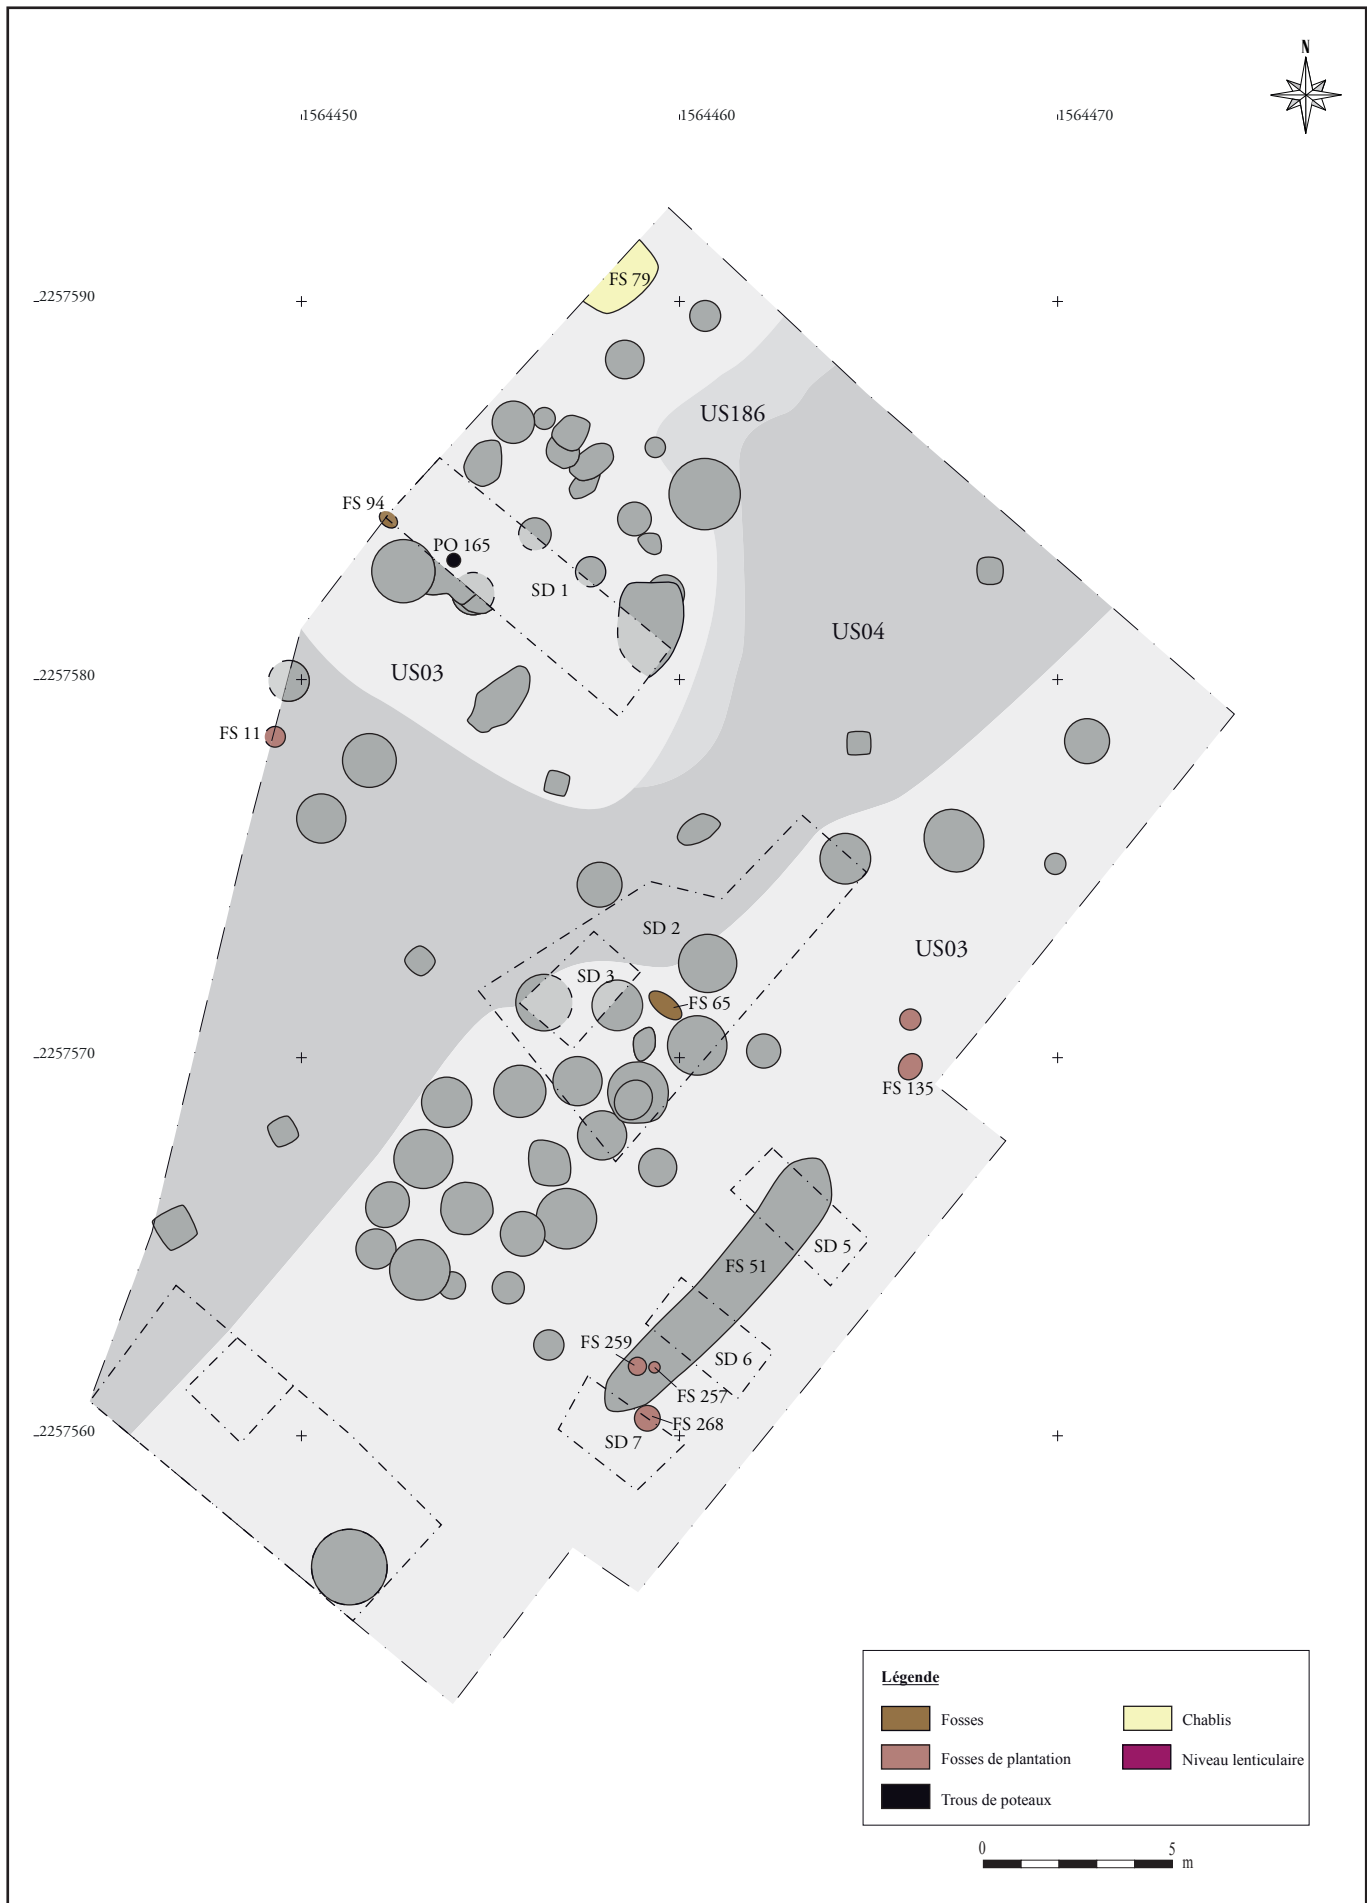 N
1564450
1564460
1564470
2257590
FS 79
US186
FS 94
PO 165
SD 1
US04
US03
2257580
FS 11
SD 2
US03
SD 3
FS 65
2257570
FS 135
SD 5
FS 51
FS 259
SD 6
FS 257
FS 268
2257560
SD 7
Légende
Fosses
Chablis
Fosses de plantation
Niveau lenticulaire
Trous de poteaux
0 5
m